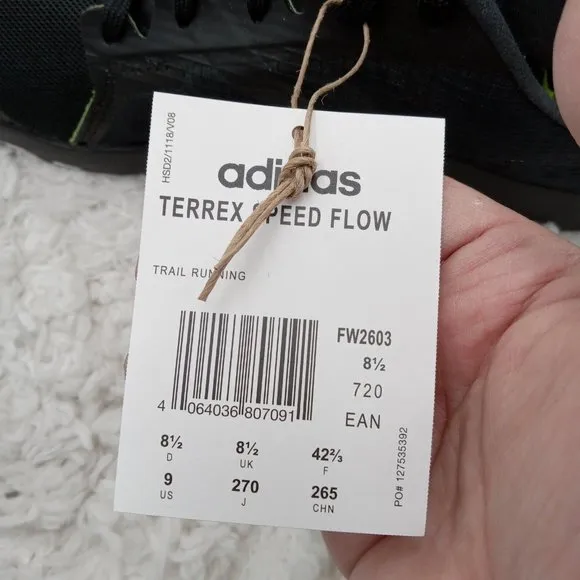 HSD2/1118/V08
adidas
TERREX SPEED FLOW
TRAIL RUNNING
FW2603
8½
720
EAN
4 064036 807091
8½ 8½ 42⅔
D UK F
9 270 265
US J CHN
PO# 127535392